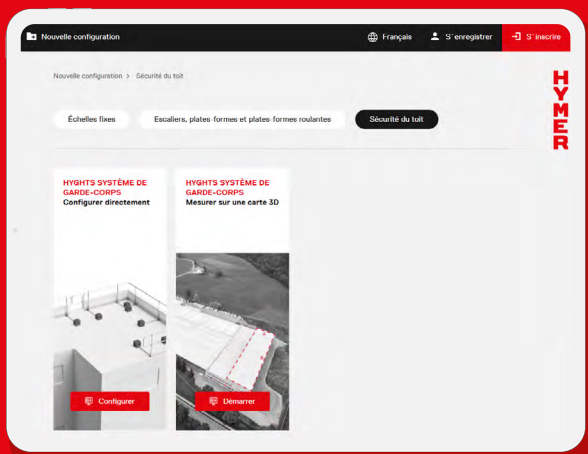 Nouvelle configuration
Français
S´enregistrer
S´inscrire
Nouvelle configuration > Sécurité du toit
HYMER
Échelles fixes
Escaliers, plates-formes et plates-formes roulantes
Sécurité du toit
HYGHTS SYSTÈME DE
GARDE-CORPS
Configurer directement
HYGHTS SYSTÈME DE
GARDE-CORPS
Mesurer sur une carte 3D
Configurer
Démarrer